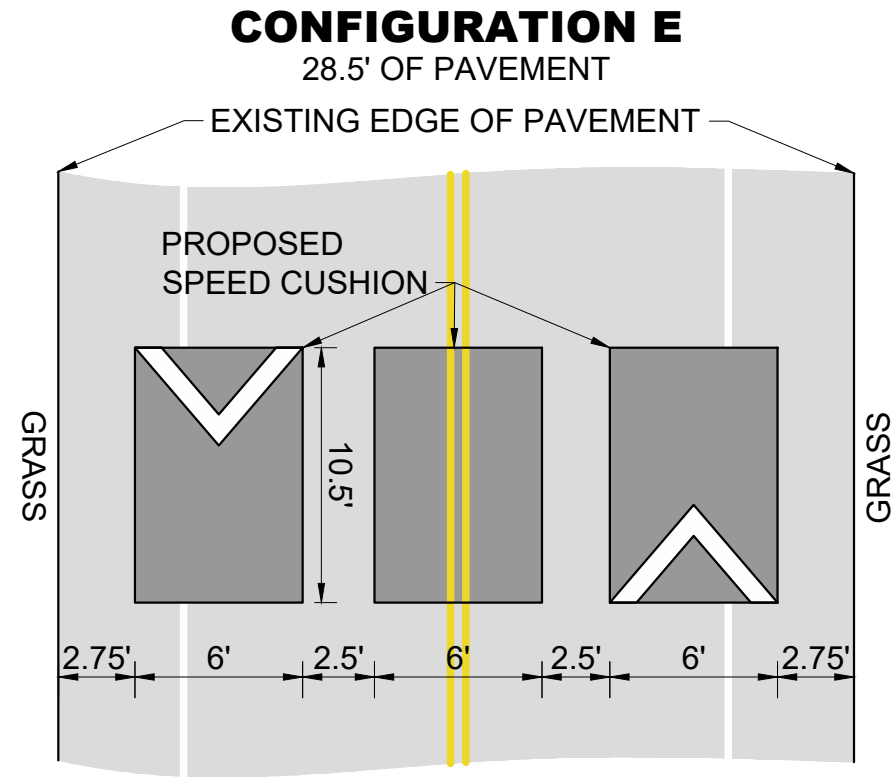 CONFIGURATION E
28.5' OF PAVEMENT
EXISTING EDGE OF PAVEMENT
PROPOSED
SPEED CUSHION
GRASS
10.5'
GRASS
2.75' 6' 2.5' 6' 2.5' 6' 2.75'